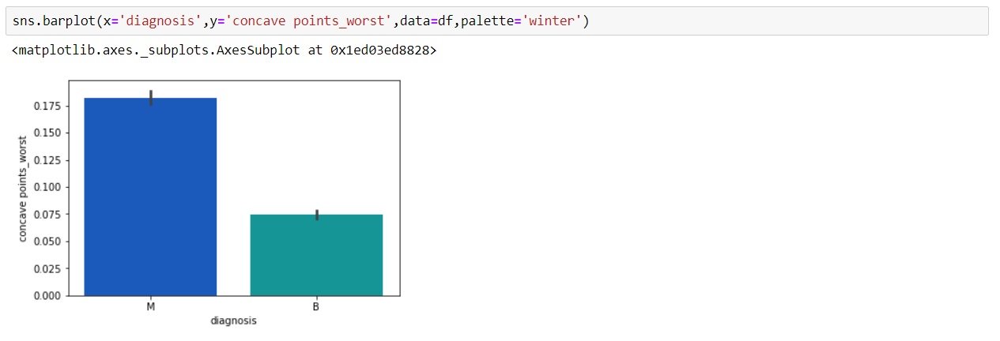 sns.barplot(x='diagnosis',y='concave points_worst',data=df,palette='winter')
<matplotlib.axes._subplots.AxesSubplot at 0x1ed03ed8828>
0.175
0.150
0.125
0.100
0.075
0.050
0.025
0.000
concave points_worst
M B
diagnosis